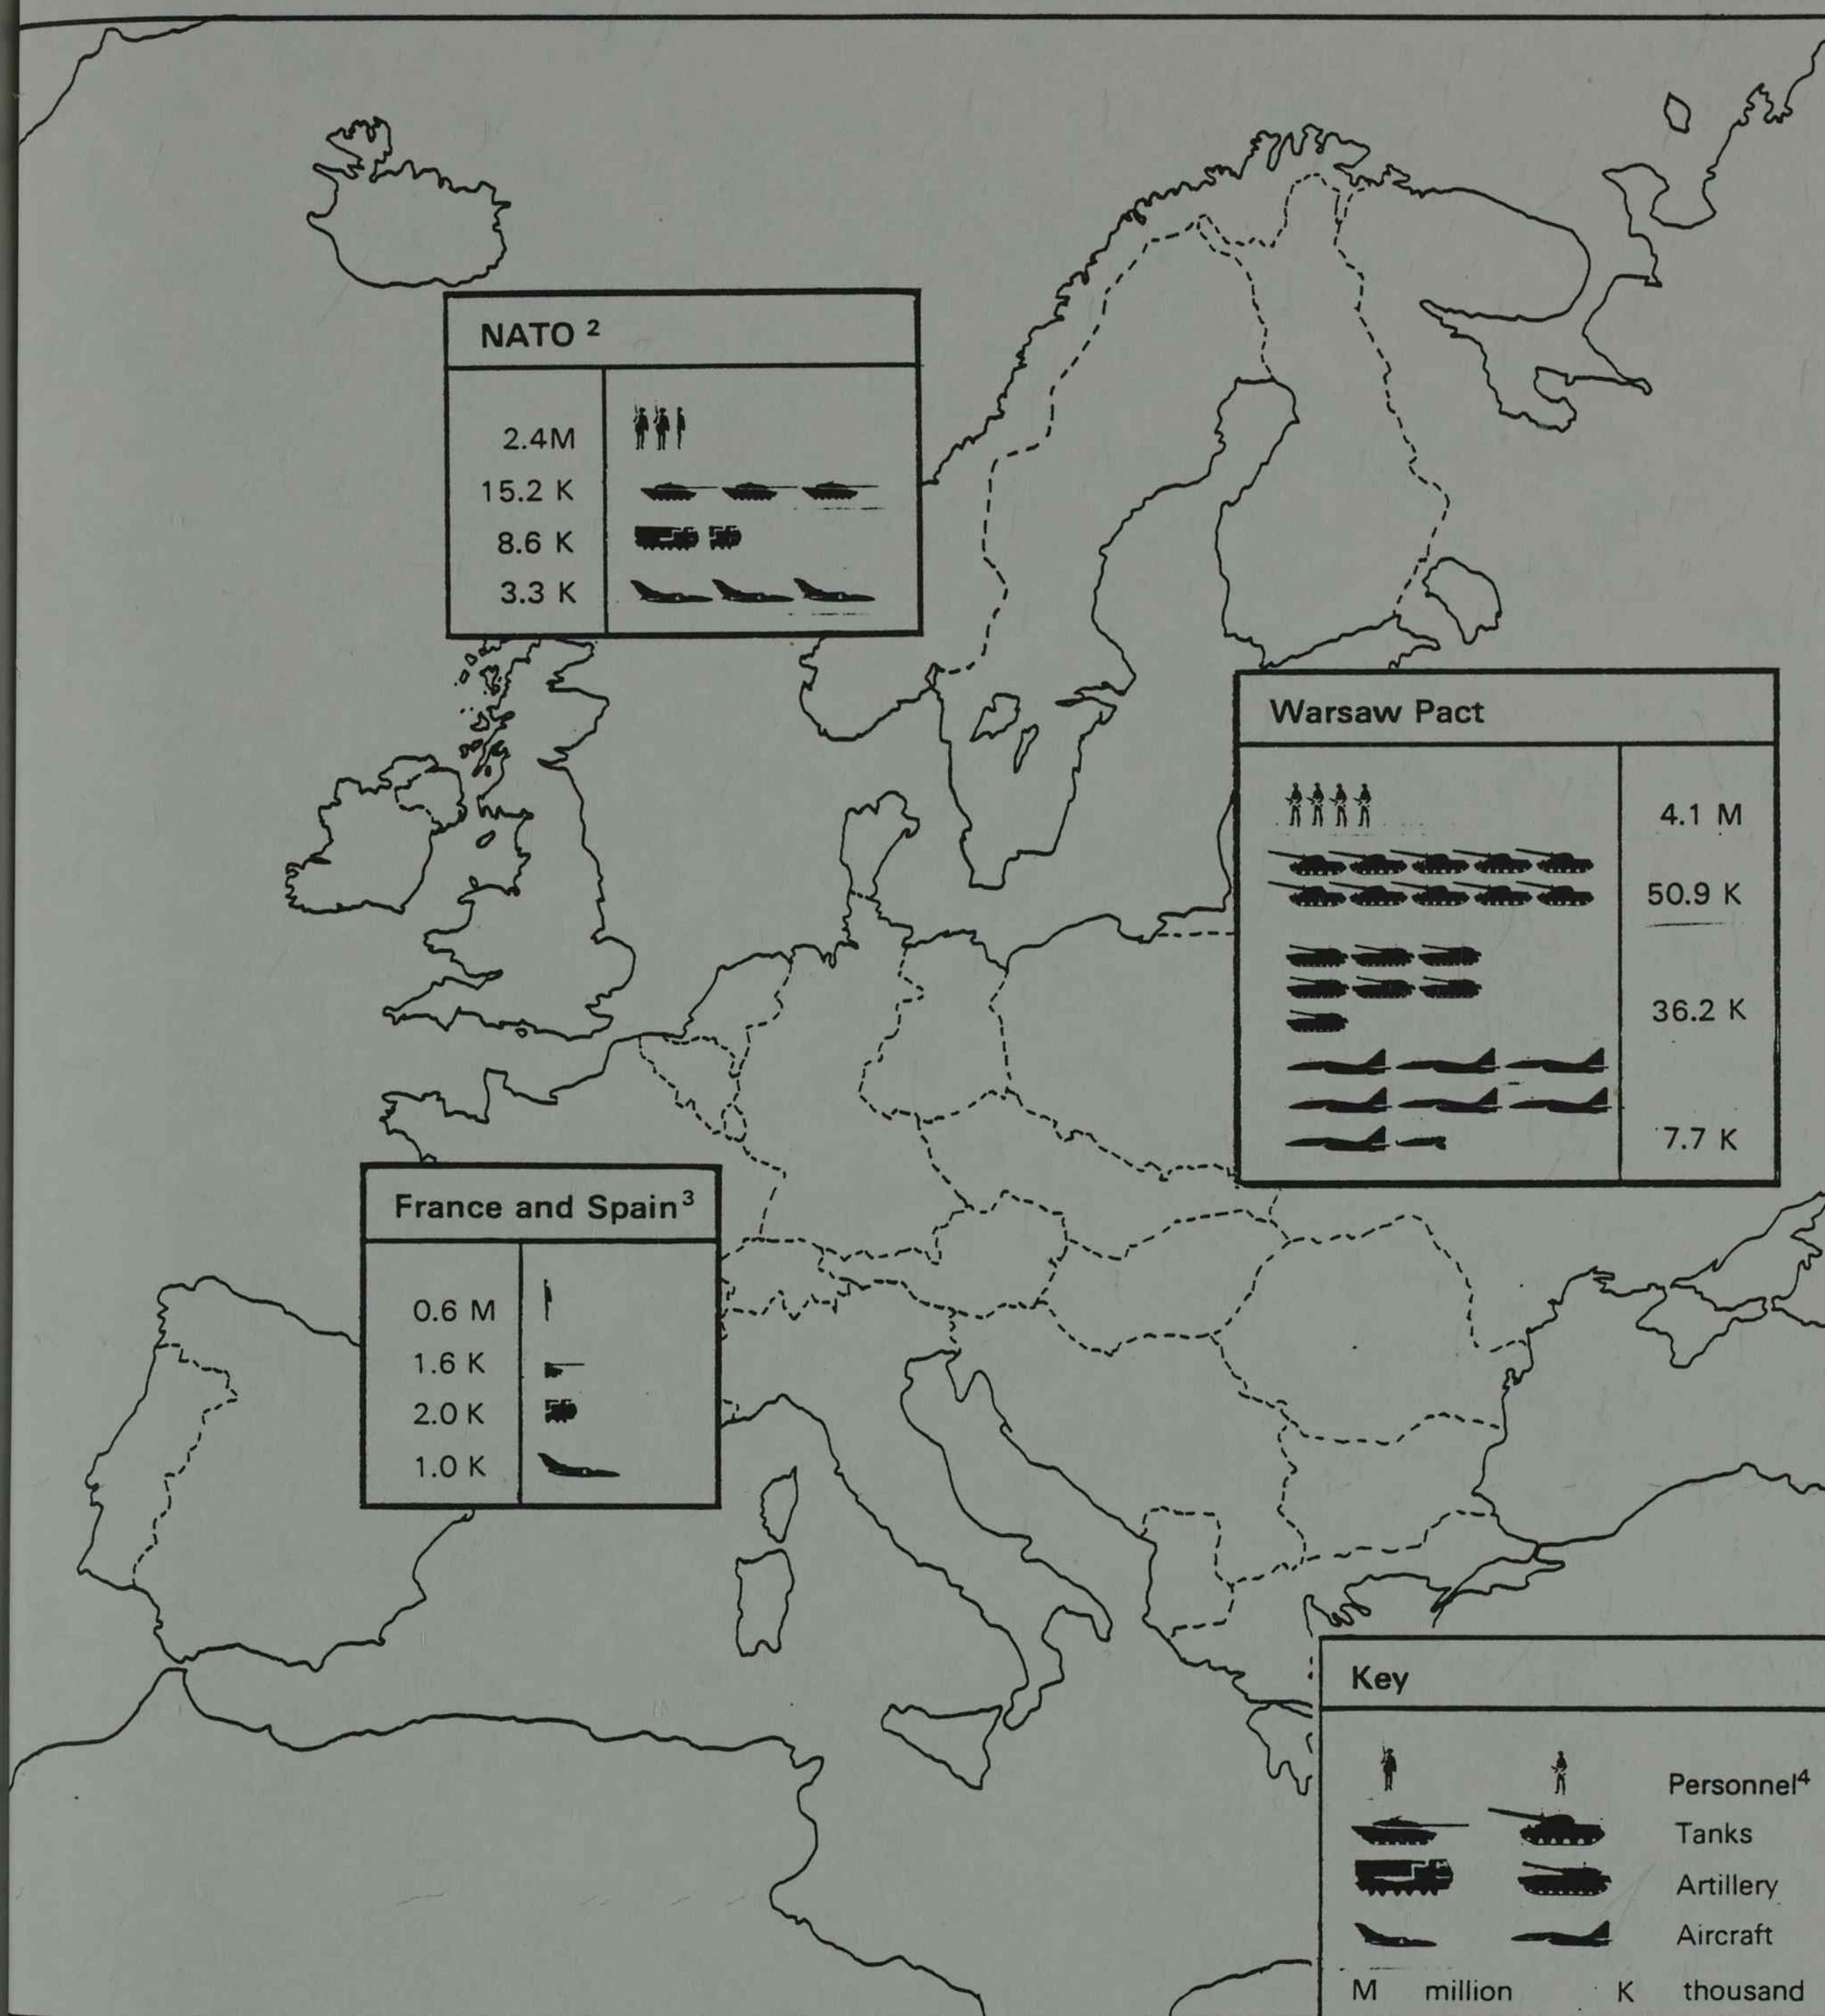 NATO 2
2.4M
15.2 K
8.6 K
3.3 K
Warsaw Pact
4.1 M
50.9 K
36.2 K
7.7 K
France and Spain3
0.6 M
1.6 K
2.0 K
1.0 K
Key
Personnel4
Tanks
Artillery
Aircraft
M million K thousand